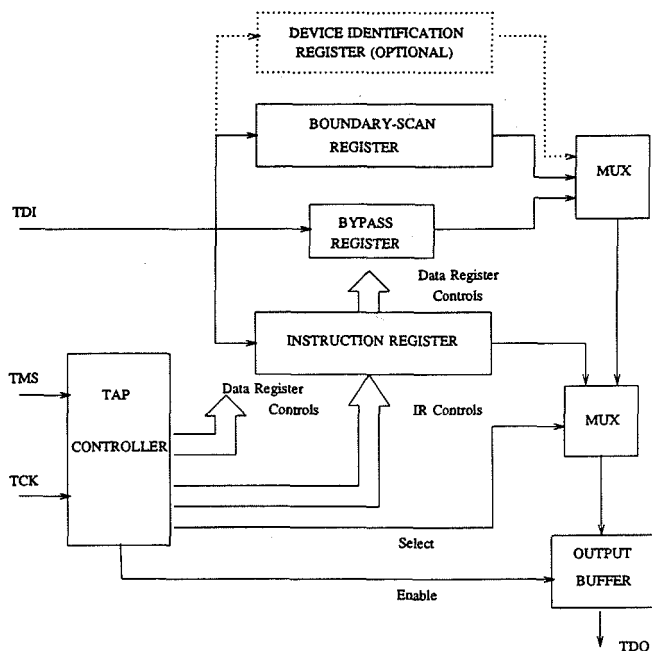 DEVICE IDENTIFICATION
REGISTER (OPTIONAL)
BOUNDARY-SCAN
REGISTER
MUX
TDI
BYPASS
REGISTER
Data Register
Controls
INSTRUCTION REGISTER
TMS
TAP
CONTROLLER
Data Register
Controls
IR Controls
MUX
TCK
Select
OUTPUT
BUFFER
Enable
TDO